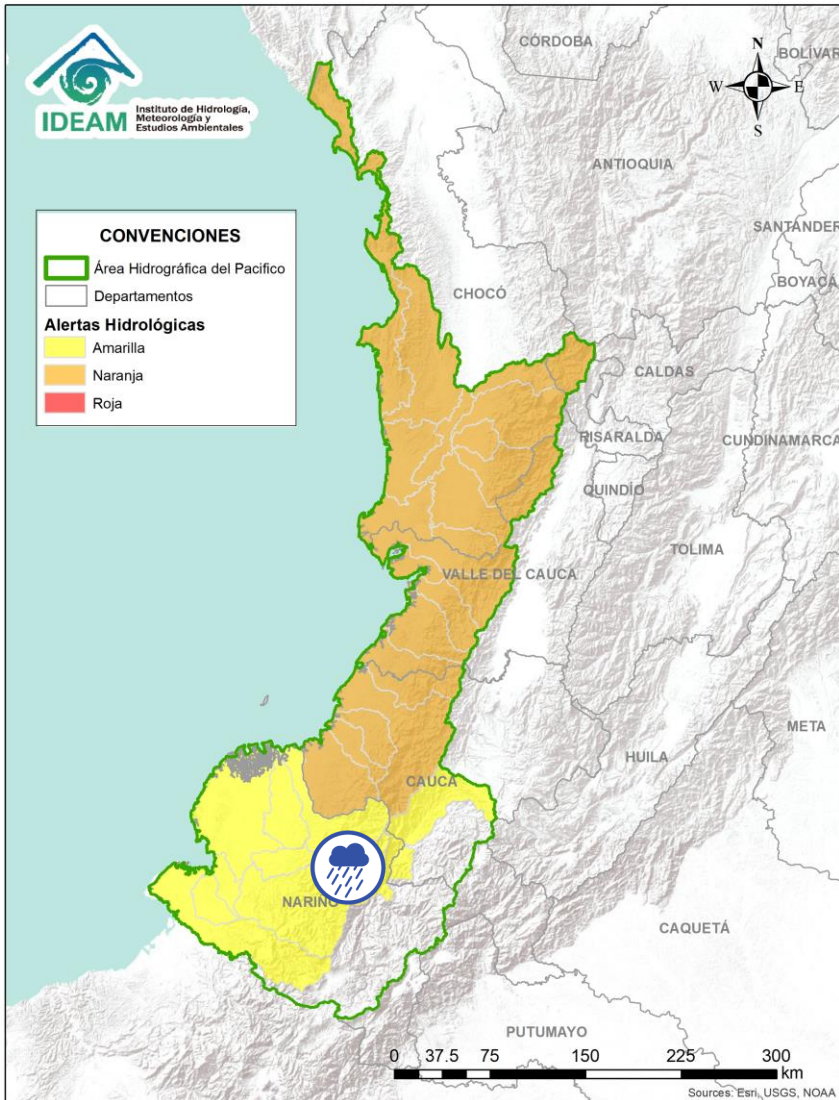 IDEAM
Instituto de Hidrología,
Meteorología y
Estudios Ambientales
CÓRDOBA
BOLÍVAR
N
W
E
S
ANTIOQUIA
SANTANDER
BOYACÁ
CONVENCIONES
Área Hidrográfica del Pacifico
Departamentos
Alertas Hidrológicas
Amarilla
Naranja
Roja
CHOCÓ
CALDAS
RISARALDA
CUNDINAMARCA
QUINDÍO
TOLIMA
VALLE DEL CAUCA
META
HUILA
CAUCA
NARIÑO
CAQUETÁ
PUTUMAYO
0 37.5 75 150 225 300
km
Sources: Esri, USGS, NOAA